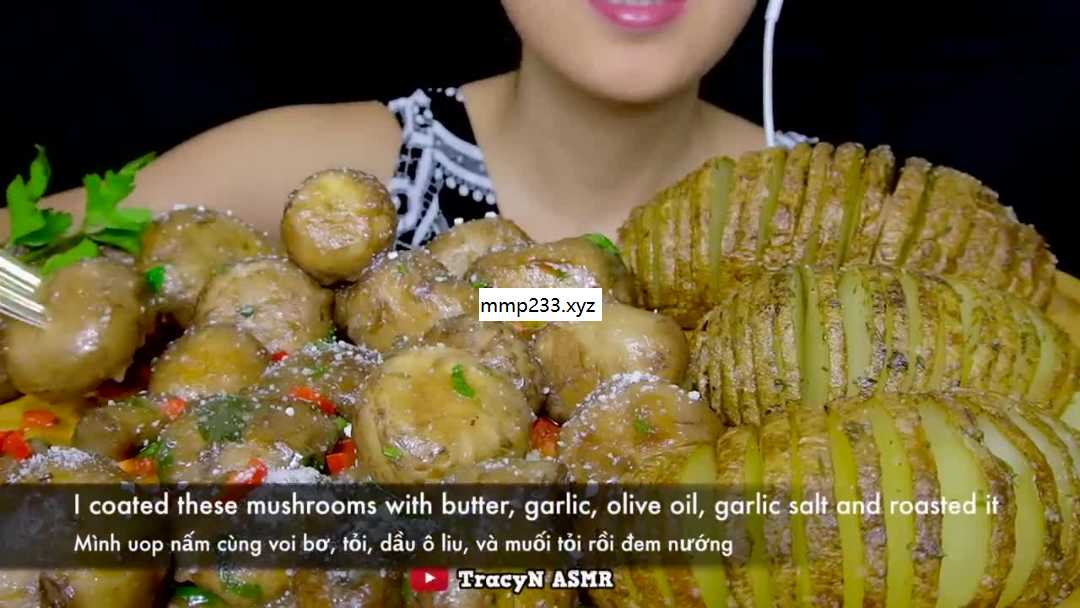 mmp233.xyz
I coated these mushrooms with butter, garlic, olive oil, garlic salt and roasted it
Mình uop nấm cùng voi bơ, tỏi, dầu ô liu, và muối tỏi rồi đem nướng
TracyN ASMR